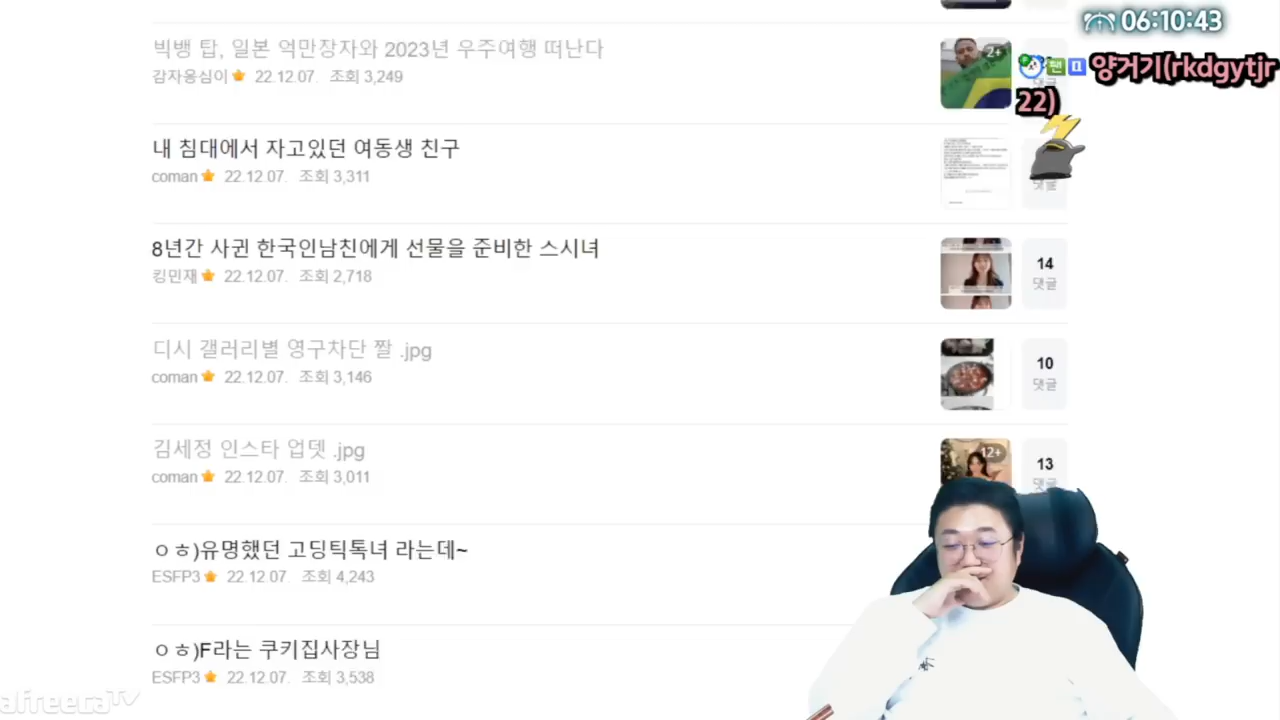 06:10:43
빅뱅 탑, 일본 억만장자와 2023년 우주여행 떠난다
감자옹심이 22.12.07. 조회 3,249
2+
팬
양거기(rkdgytjr
22)
내 침대에서 자고있던 여동생 친구
coman 22.12.07. 조회 3,311
댓글
8년간 사귄 한국인남친에게 선물을 준비한 스시녀
킹민재 22.12.07. 조회 2,718
14
댓글
디시 갤러리별 영구차단 짤 .jpg
coman 22.12.07. 조회 3,146
10
댓글
김세정 인스타 업뎃 .jpg
coman 22.12.07. 조회 3,011
12+
13
댓글
ㅇㅎ)유명했던 고딩틱톡녀 라는데~
ESFP3 22.12.07. 조회 4,243
ㅇㅎ)F라는 쿠키집사장님
ESFP3 22.12.07. 조회 3,538
afreecaTV